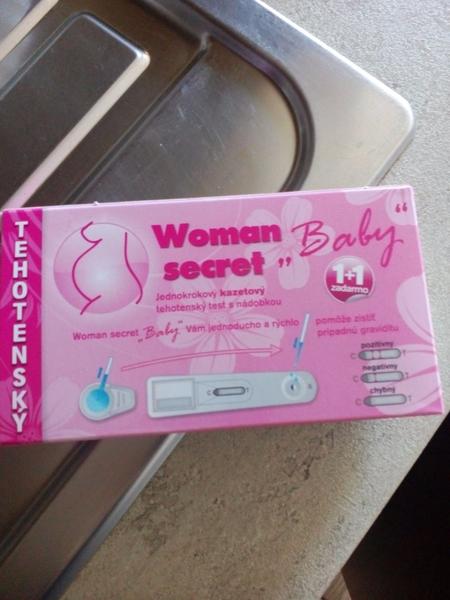 TEHOTENSKÝ
Woman
secret „Baby“
1+1
zadarmo
Jednokrokový kazetový
tehotenský test s nádobkou
Woman secret „Baby“ Vám jednoducho a rýchlo pomôže zistiť
prípadnú graviditu
pozitívny
C T
negatívny
C T
chybný
C T
C T